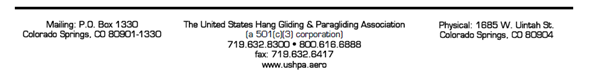 Mailing: P.O. Box 1330
Colorado Springs, CO 80901-1330
The United States Hang Gliding & Paragliding Association
(a 501(c)(3) corporation)
719.632.8300 • 800.616.6888
fax: 719.632.6417
www.ushpa.aero
Physical: 1685 W. Uintah St.
Colorado Springs, CO 80904